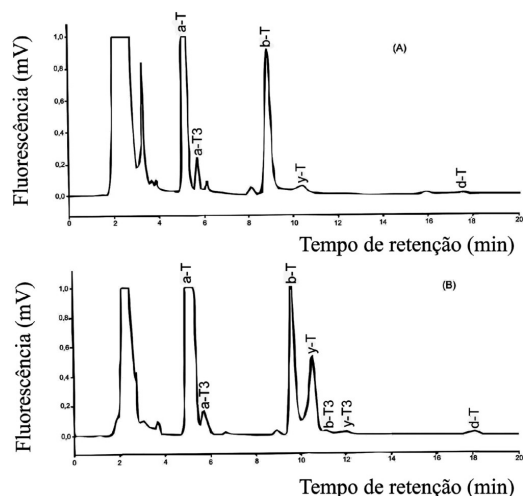 a-T
b-T
(A)
Fluorescência (mV)
1,0
0,8
0,6
0,4
0,2
0,0
a-T3
y-T
d-T
0 2 4 6 8 10 12 14 16 18 20
Tempo de retenção (min)
a-T
b-T
(B)
Fluorescência (mV)
1,0
0,8
0,6
0,4
0,2
0,0
a-T3
y-T
b-T3
y-T3
d-T
0 2 4 6 8 10 12 14 16 18 20
Tempo de retenção (min)